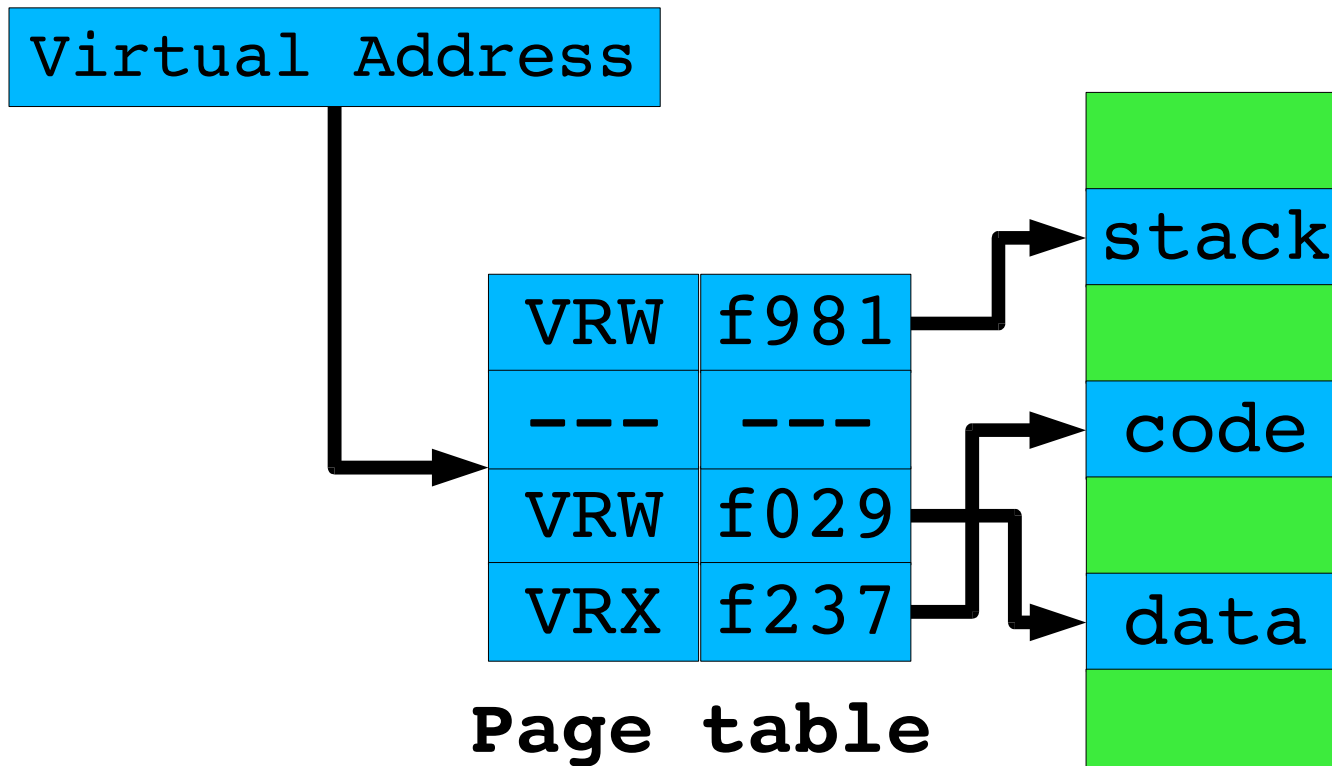 Virtual Address
stack
VRW f981
--- ---
code
VRW f029
VRX f237
data
Page table